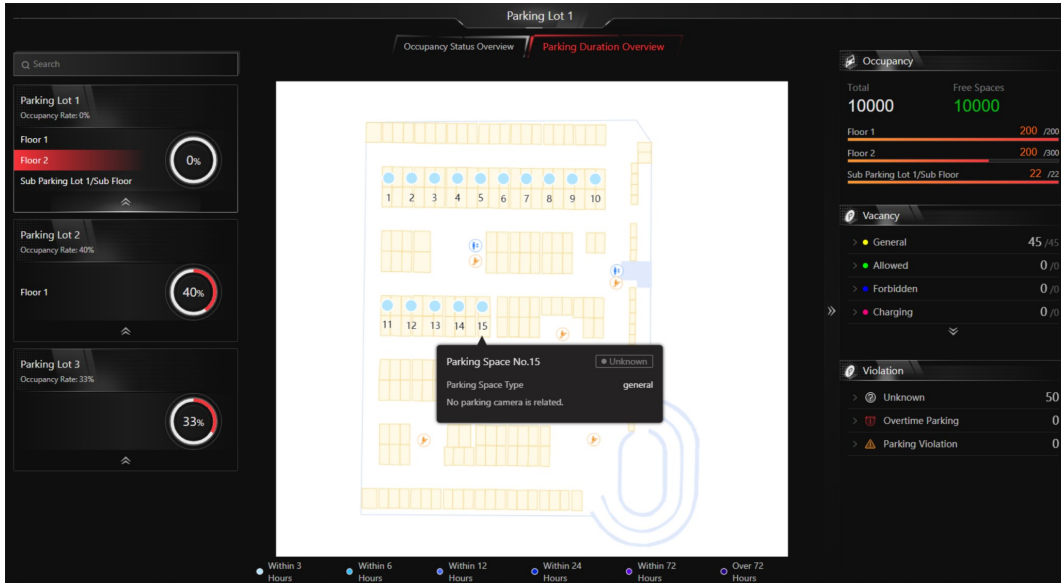 Parking Lot 1
Occupancy Status Overview
Parking Duration Overview
Search
Parking Lot 1
Occupancy Rate: 0%
Floor 1
Floor 2
Sub Parking Lot 1/Sub Floor
0%
Parking Lot 2
Occupancy Rate: 40%
Floor 1
40%
Parking Lot 3
Occupancy Rate: 33%
33%
1 2 3 4 5 6 7 8 9 10
11 12 13 14 15
Parking Space No.15 Unknown
Parking Space Type general
No parking camera is related.
Within 3 Hours
Within 6 Hours
Within 12 Hours
Within 24 Hours
Within 72 Hours
Over 72 Hours
Occupancy
Total Free Spaces
10000 10000
Floor 1 200 /200
Floor 2 200 /300
Sub Parking Lot 1/Sub Floor 22 /22
Vacancy
General 45 /45
Allowed 0 /0
Forbidden 0 /0
Charging 0 /0
Violation
Unknown 50
Overtime Parking 0
Parking Violation 0